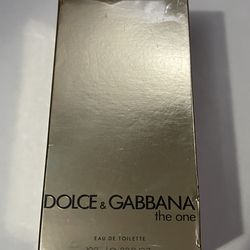 DOLCE & GABBANA
the one
EAU DE TOILETTE